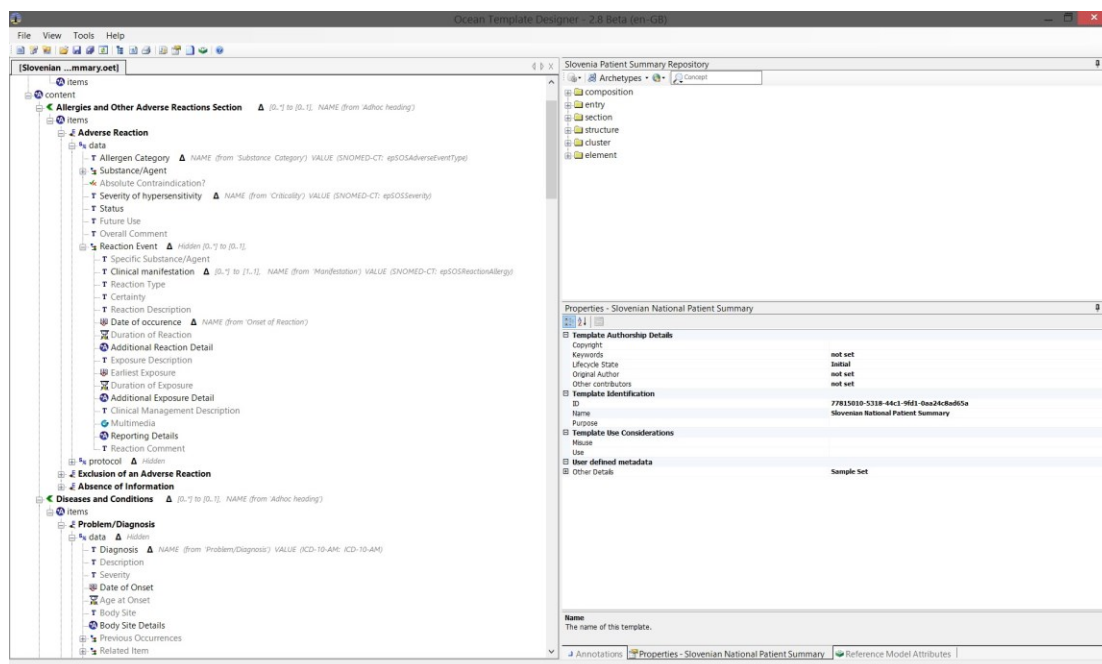 Ocean Template Designer - 2.8 Beta (en-GB)
File View Tools Help
[Slovenian ...mmary.oet]
items
content
Allergies and Other Adverse Reactions Section Δ [0..*] to [0..1], NAME (from 'Adhoc heading')
items
Adverse Reaction
data
T Allergen Category Δ NAME (from 'Substance Category') VALUE (SNOMED-CT: epSOSAdverseEventType)
Substance/Agent
Absolute Contraindication?
T Severity of hypersensitivity Δ NAME (from 'Criticality') VALUE (SNOMED-CT: epSOSSeverity)
T Status
T Future Use
T Overall Comment
Reaction Event Δ Hidden [0..*] to [0..1],
T Specific Substance/Agent
T Clinical manifestation Δ [0..*] to [1..1], NAME (from 'Manifestation') VALUE (SNOMED-CT: epSOSReactionAllergy)
T Reaction Type
T Certainty
T Reaction Description
Date of occurence Δ NAME (from 'Onset of Reaction')
Duration of Reaction
Additional Reaction Detail
T Exposure Description
Earliest Exposure
Duration of Exposure
Additional Exposure Detail
T Clinical Management Description
Multimedia
Reporting Details
T Reaction Comment
protocol Δ Hidden
Exclusion of an Adverse Reaction
Absence of Information
Diseases and Conditions Δ [0..*] to [0..1], NAME (from 'Adhoc heading')
items
Problem/Diagnosis
data Δ Hidden
T Diagnosis Δ NAME (from 'Problem/Diagnosis') VALUE (ICD-10-AM: ICD-10-AM)
T Description
T Severity
Date of Onset
Age at Onset
T Body Site
Body Site Details
Previous Occurrences
Related Item
Slovenia Patient Summary Repository
Archetypes Concept
composition
entry
section
structure
cluster
element
Properties - Slovenian National Patient Summary
Template Authorship Details
Copyright
Keywords not set
Lifecycle State Initial
Original Author not set
Other contributors not set
Template Identification
ID 77815010-5318-44c1-9fd1-0aa24c8ad65a
Name Slovenian National Patient Summary
Purpose
Template Use Considerations
Misuse
Use
User defined metadata
Other Details Sample Set
Name
The name of this template.
Annotations Properties - Slovenian National Patient Summary Reference Model Attributes